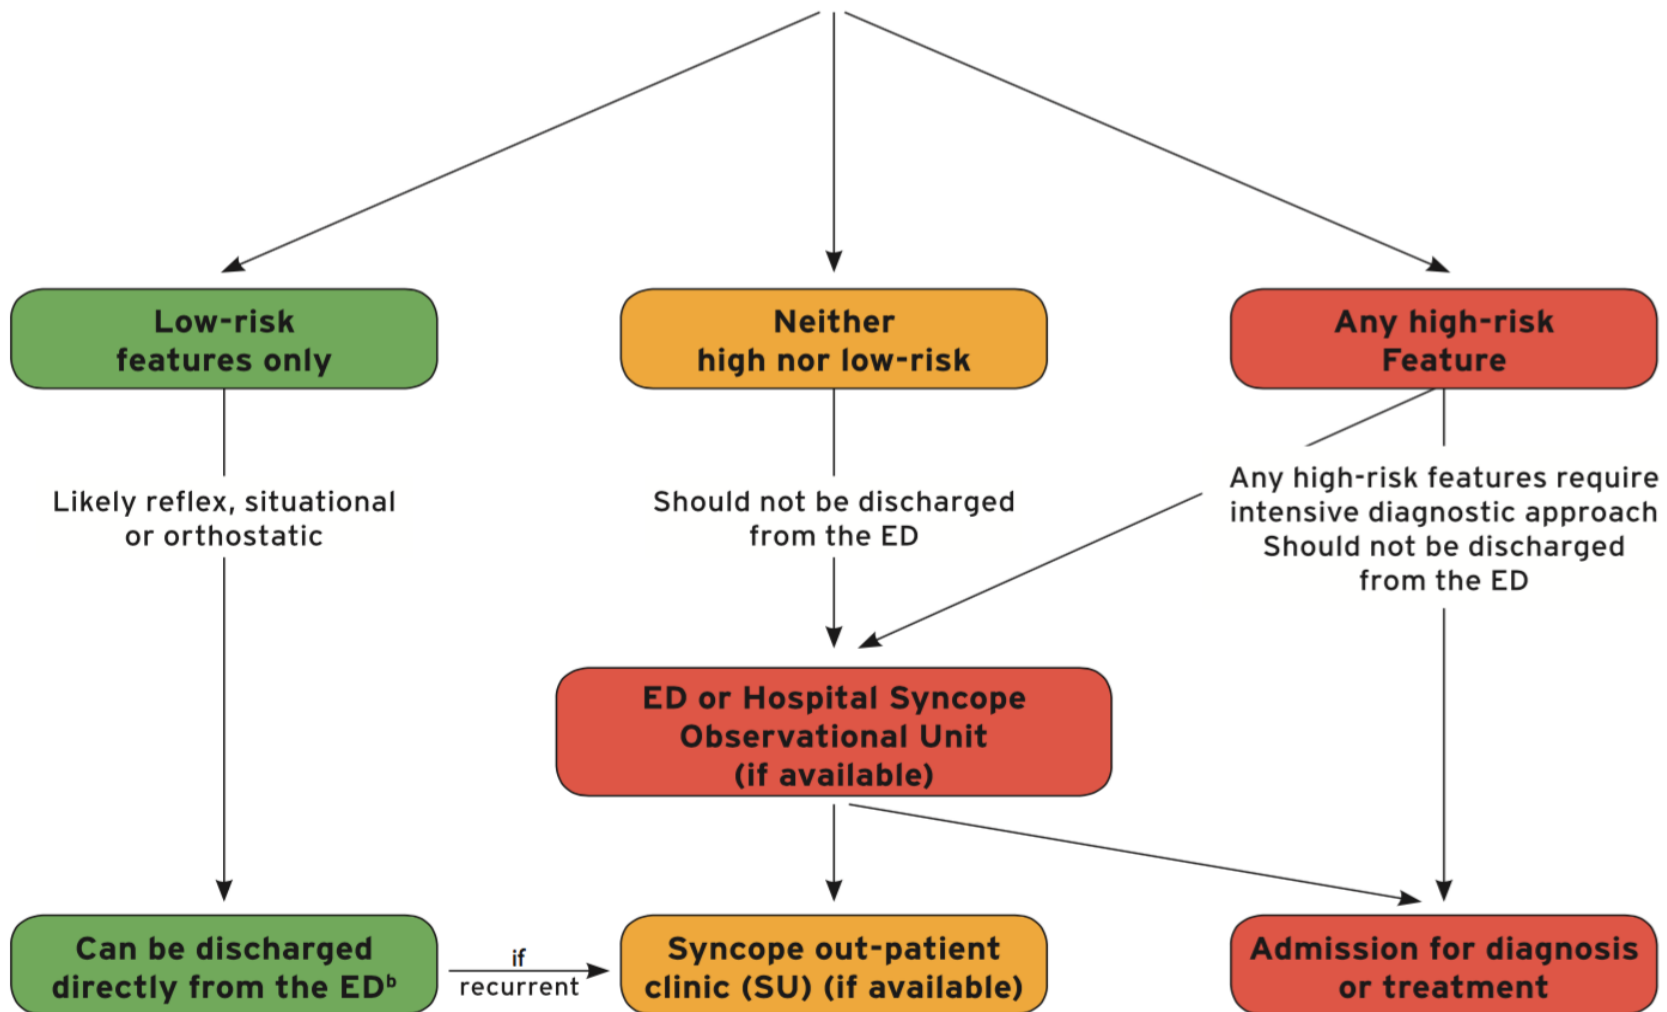 Low-risk
features only
Neither
high nor low-risk
Any high-risk
Feature
Likely reflex, situational
or orthostatic
Should not be discharged
from the ED
Any high-risk features require
intensive diagnostic approach
Should not be discharged
from the ED
ED or Hospital Syncope
Observational Unit
(if available)
Can be discharged
directly from the EDᵇ
if
recurrent
Syncope out-patient
clinic (SU) (if available)
Admission for diagnosis
or treatment